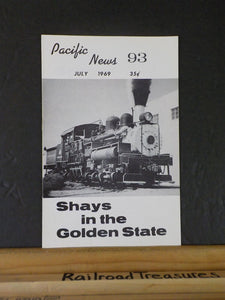 Pacific
News 93
JULY 1969 35¢
Shays
in the
Golden State
Railroad Treasures